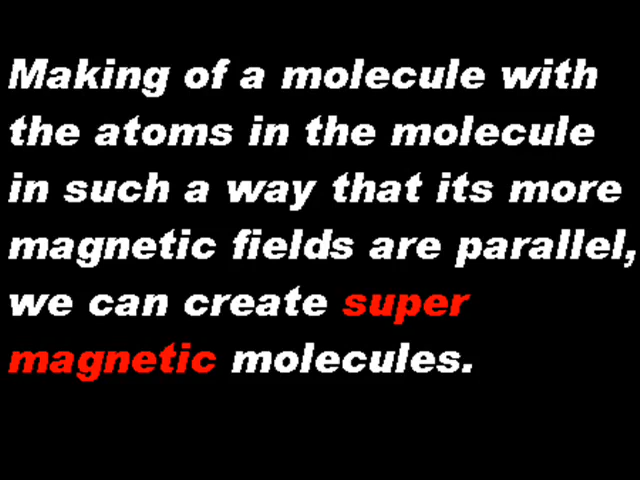 Making of a molecule with
the atoms in the molecule
in such a way that its more
magnetic fields are parallel,
we can create super
magnetic molecules.